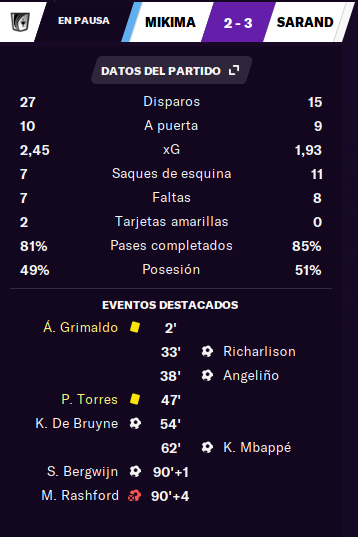 EN PAUSA MIKIMA 2 - 3 SARAND
DATOS DEL PARTIDO
27 Disparos 15
10 A puerta 9
2,45 xG 1,93
7 Saques de esquina 11
7 Faltas 8
2 Tarjetas amarillas 0
81% Pases completados 85%
49% Posesión 51%
EVENTOS DESTACADOS
Á. Grimaldo 2'
33' Richarlison
38' Angeliño
P. Torres 47'
K. De Bruyne 54'
62' K. Mbappé
S. Bergwijn 90'+1
M. Rashford 90'+4